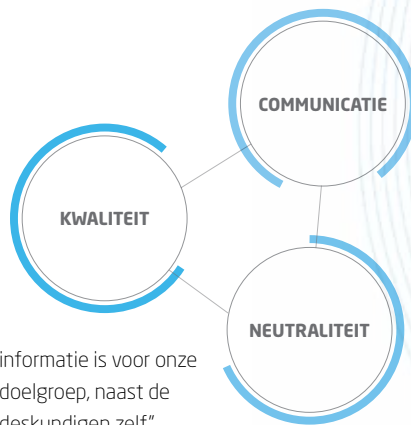 COMMUNICATIE
KWALITEIT
NEUTRALITEIT
informatie is voor onze
doelgroep, naast de
deskundigen zelf"